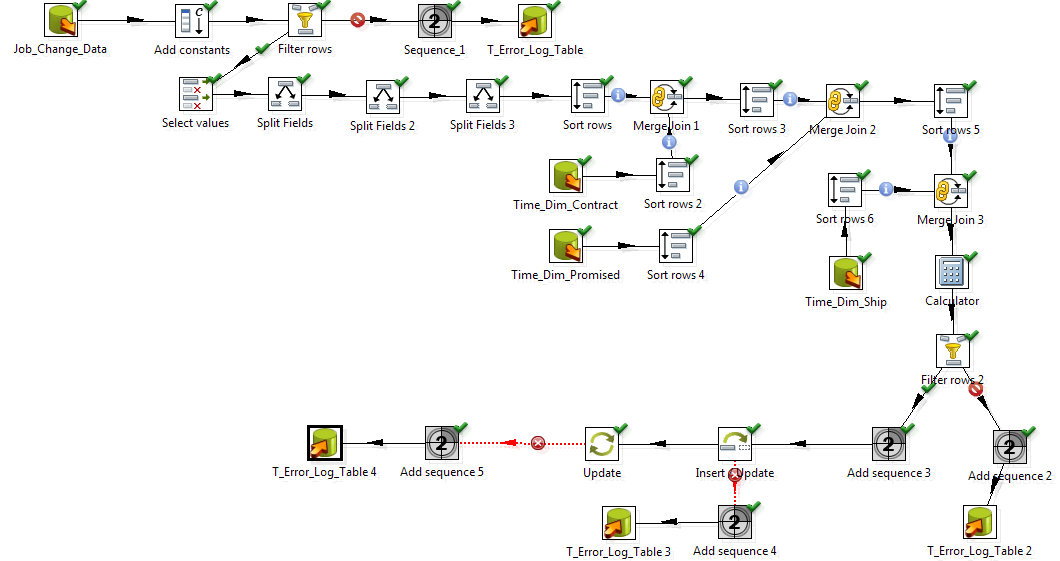 Job_Change_Data
Add constants
Filter rows
Sequence_1
T_Error_Log_Table
Select values
Split Fields
Split Fields 2
Split Fields 3
Sort rows
Merge Join 1
Sort rows 3
Merge Join 2
Sort rows 5
Time_Dim_Contract
Sort rows 2
Sort rows 6
Merge Join 3
Time_Dim_Promised
Sort rows 4
Time_Dim_Ship
Calculator
Filter rows 2
T_Error_Log_Table 4
Add sequence 5
Update
Insert / Update
Add sequence 3
Add sequence 2
T_Error_Log_Table 3
Add sequence 4
T_Error_Log_Table 2